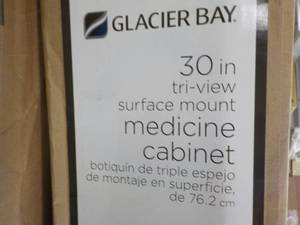 GLACIER BAY.
30 in
tri-view
surface mount
medicine
cabinet
botiquín de triple espejo
de montaje en superficie,
de 76.2 cm